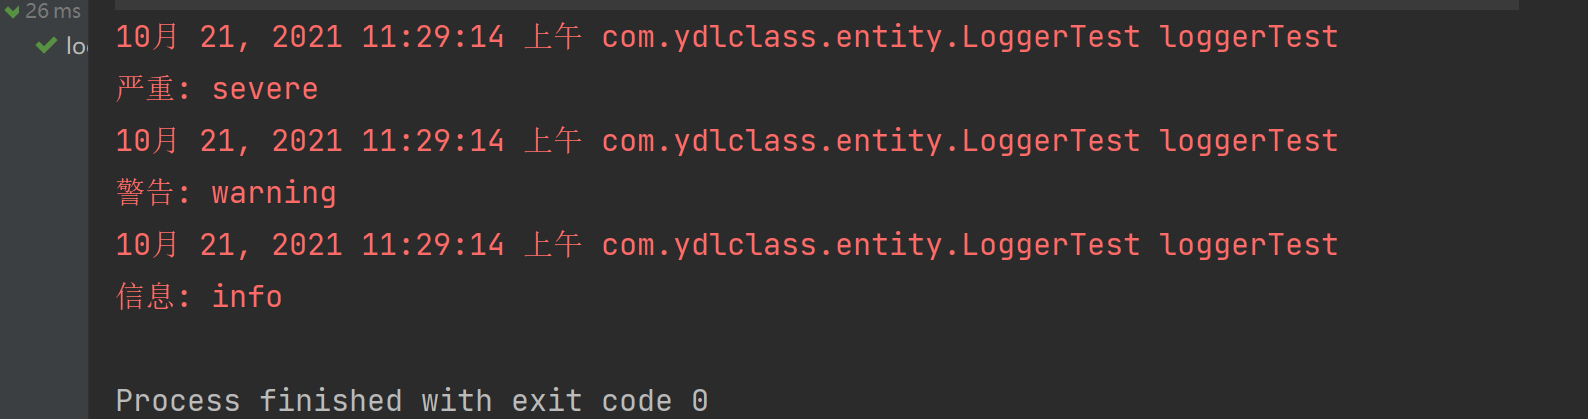 26 ms
10月 21, 2021 11:29:14 上午 com.ydlclass.entity.LoggerTest loggerTest
lo
严重: severe
10月 21, 2021 11:29:14 上午 com.ydlclass.entity.LoggerTest loggerTest
警告: warning
10月 21, 2021 11:29:14 上午 com.ydlclass.entity.LoggerTest loggerTest
信息: info
Process finished with exit code 0